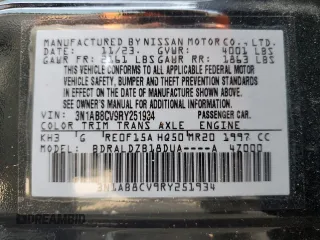 MANUFACTURED BY NISSAN MOTOR CO., LTD.
DATE: 11/23. GVWR: 4001 LBS
GAWR FR: 2161 LBS GAWR RR: 1863 LBS
THIS VEHICLE CONFORMS TO ALL APPLICABLE FEDERAL MOTOR
VEHICLE SAFETY, BUMPER AND THEFT PREVENTION STANDARDS
IN EFFECT ON THE DATE OF MANUFACTURE SHOWN ABOVE.
SEE OWNER'S MANUAL FOR ADDITIONAL INFORMATION.
VIN: 3N1AB8CV9RY251934 PASSENGER CAR.
COLOR TRIM TRANS AXLE ENGINE
KH3 G RE0F15A HQ50 MR20 1997 CC
MODEL: BDRALDZB18DUA----A 47000
3N1AB8CV9RY251934
DREAMBID